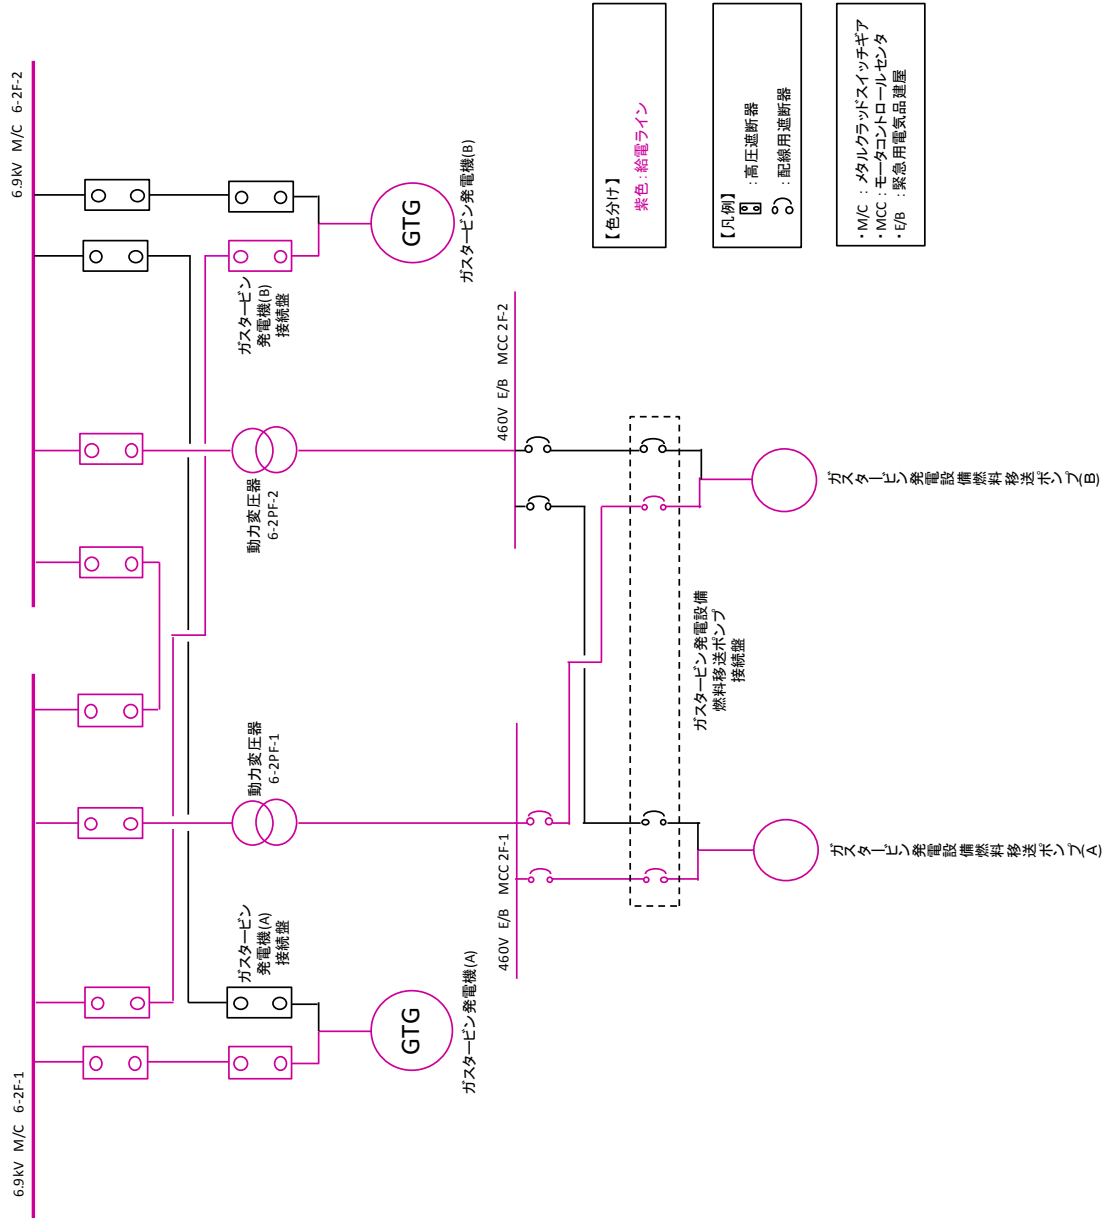 6.9kV M/C 6-2F-1
6.9kV M/C 6-2F-2
ガスタービン
発電機(A)
接続盤
動力変圧器
6-2PF-1
動力変圧器
6-2PF-2
ガスタービン
発電機(B)
接続盤
GTG
ガスタービン発電機(A)
GTG
ガスタービン発電機(B)
460V E/B MCC 2F-1
460V E/B MCC 2F-2
ガスタービン発電設備
燃料移送ポンプ
接続盤
ガスタービン発電設備燃料移送ポンプ(A)
ガスタービン発電設備燃料移送ポンプ(B)
【色分け】
紫色：給電ライン
【凡例】
：高圧遮断器
：配線用遮断器
・M/C ：メタルクラッドスイッチギア
・MCC：モータコントロールセンタ
・E/B ：緊急用電気品建屋